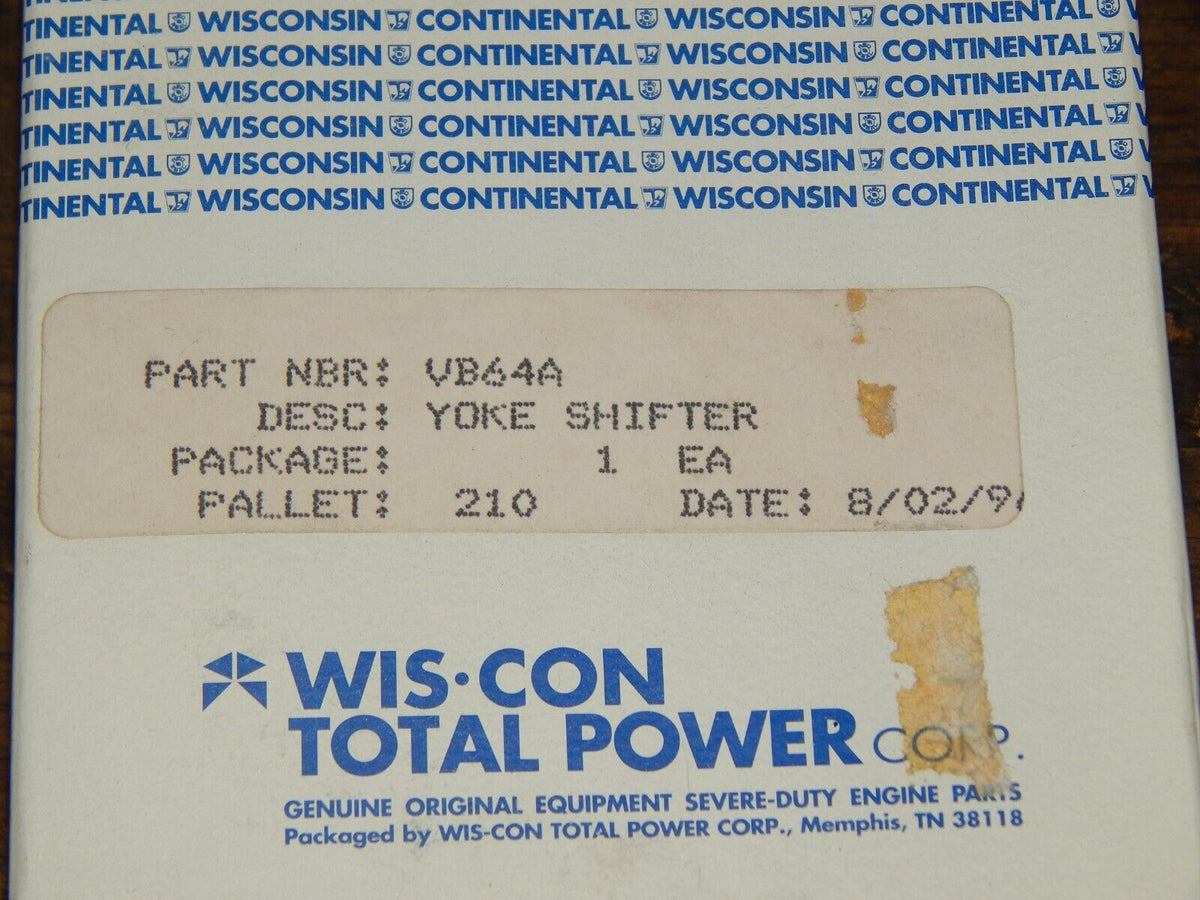 TINENTAL WISCONSIN CONTINENTAL WISCONSIN CONTINENTAL
TINENTAL WISCONSIN CONTINENTAL WISCONSIN CONTINENTAL
TINENTAL WISCONSIN CONTINENTAL WISCONSIN CONTINENTAL
TINENTAL WISCONSIN CONTINENTAL WISCONSIN CONTINENTAL
TINENTAL WISCONSIN CONTINENTAL WISCONSIN CONTINENTAL
TINENTAL WISCONSIN CONTINENTAL WISCONSIN CONTINENTAL
PART NBR: VB64A
DESC: YOKE SHIFTER
PACKAGE: 1 EA
PALLET: 210 DATE: 8/02/9
WIS·CON
TOTAL POWER CORP.
GENUINE ORIGINAL EQUIPMENT SEVERE-DUTY ENGINE PARTS
Packaged by WIS-CON TOTAL POWER CORP., Memphis, TN 38118